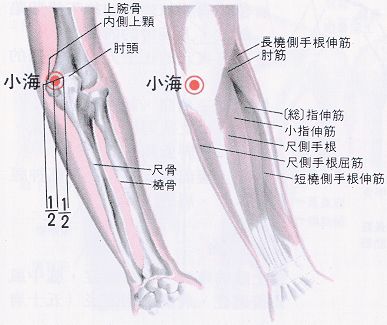 上腕骨
内側上顆
肘頭
小海
尺骨
橈骨
1/2 1/2
小海
長橈側手根伸筋
肘筋
〔総〕指伸筋
小指伸筋
尺側手根
尺側手根屈筋
短橈側手根伸筋